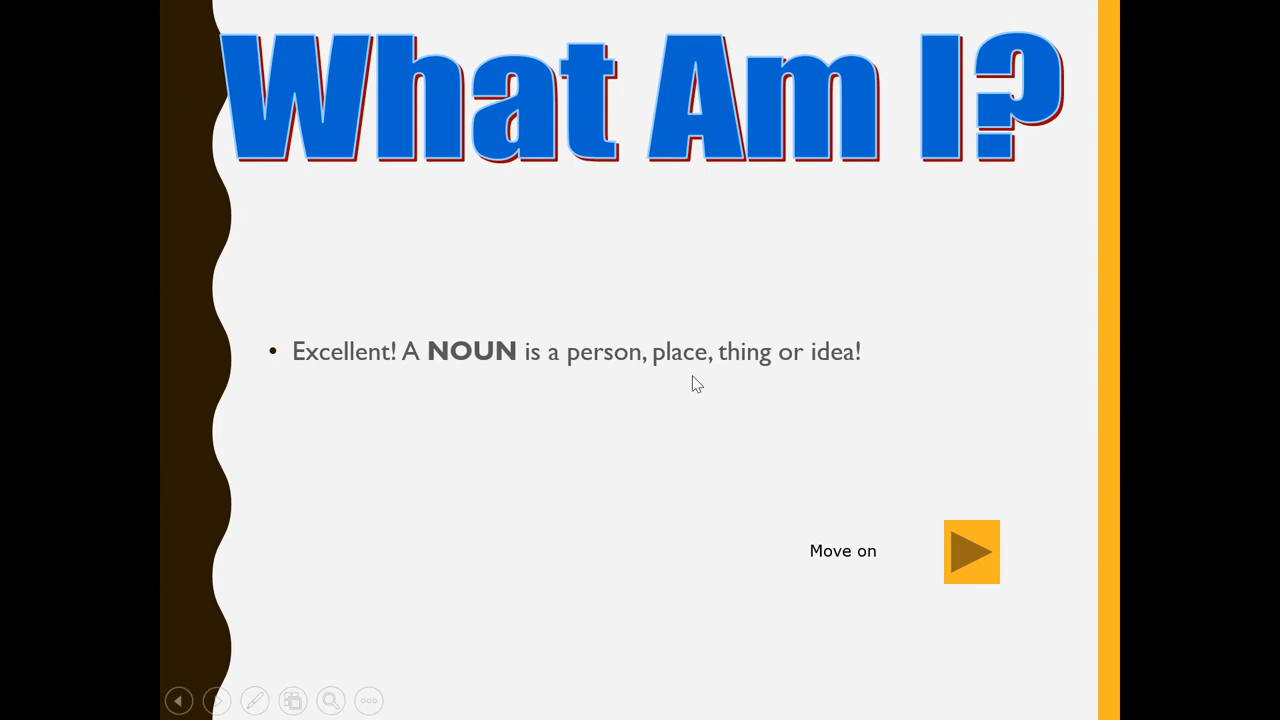 What Am I?
• Excellent! A NOUN is a person, place, thing or idea!
Move on